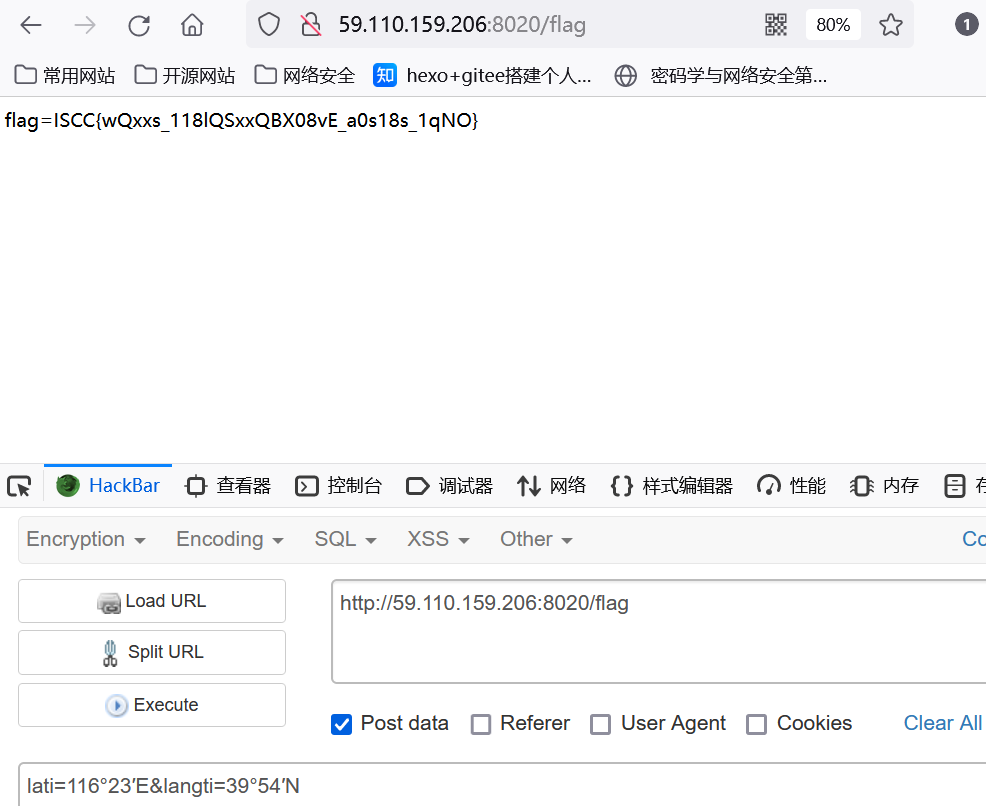 59.110.159.206:8020/flag 80% 1
常用网站 开源网站 网络安全 知 hexo+gitee搭建个人... 密码学与网络安全第...
flag=ISCC{wQxxs_118lQSxxQBX08vE_a0s18s_1qNO}
HackBar 查看器 控制台 调试器 网络 样式编辑器 性能 内存
Encryption Encoding SQL XSS Other
Load URL http://59.110.159.206:8020/flag
Split URL
Execute
Post data Referer User Agent Cookies Clear All
lati=116°23′E&langti=39°54′N